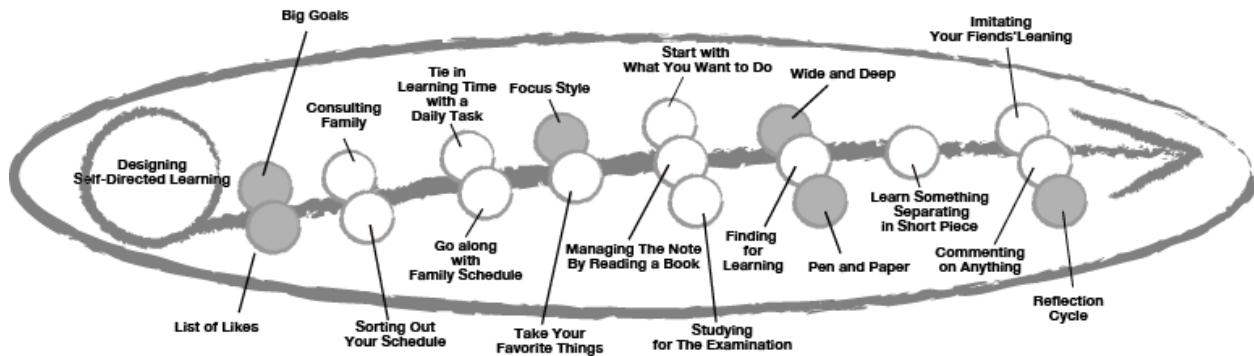 Big Goals
Imitating
Your Fiends'Leaning
Start with
What You Want to Do
Wide and Deep
Tie in
Learning Time
with a
Daily Task
Focus Style
Consulting
Family
Designing
Self-Directed Learning
List of Likes
Sorting Out
Your Schedule
Go along
with
Family Schedule
Take Your
Favorite Things
Managing The Note
By Reading a Book
Studying
for The Examination
Finding
for
Learning
Pen and Paper
Learn Something
Separating
in Short Piece
Commenting
on Anything
Reflection
Cycle